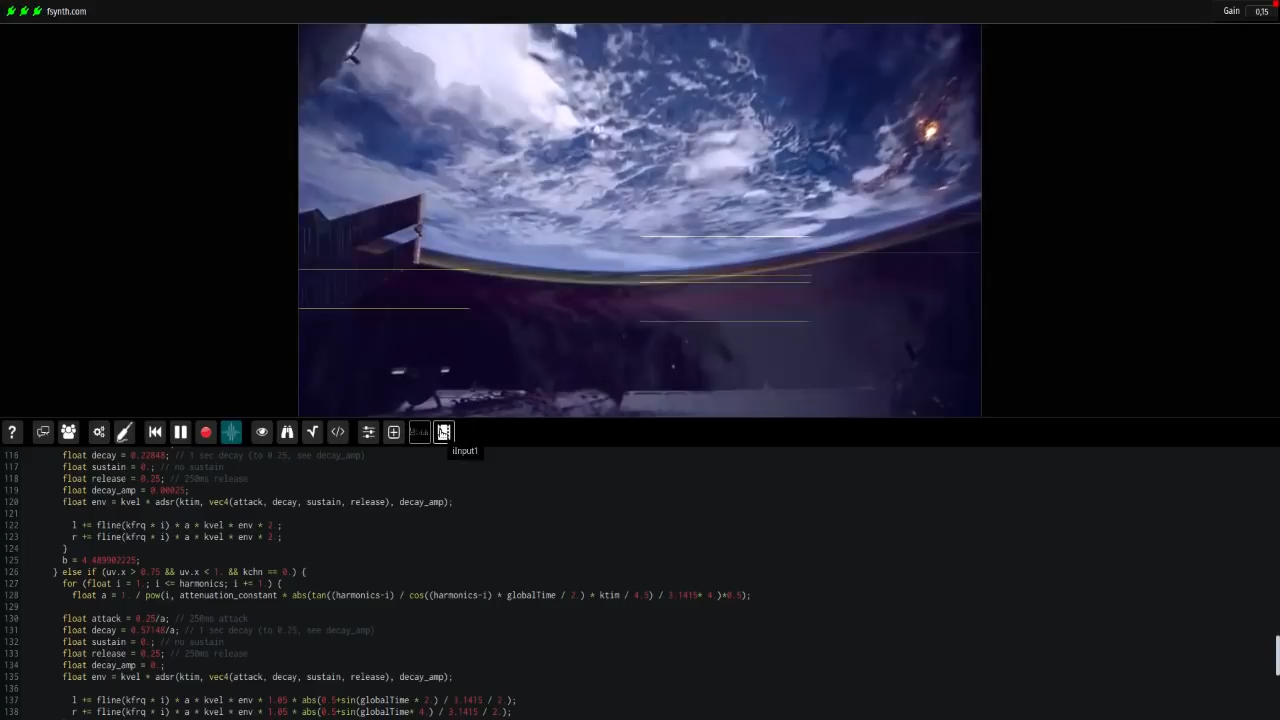 fsynth.com
Gain 0,15
iInput1
116 float decay = 0.22848; // 1 sec decay (to 0.25, see decay_amp)
117 float sustain = 0.; // no sustain
118 float release = 0.25; // 250ms release
119 float decay_amp = 0.00025;
120 float env = kvel * adsr(ktim, vec4(attack, decay, sustain, release), decay_amp);
121
122 l += fline(kfrq * i) * a * kvel * env * 2.;
123 r += fline(kfrq * i) * a * kvel * env * 2.;
124 }
125 b = 4.489902225;
126 } else if (uv.x > 0.75 && uv.x < 1. && kchn == 0.) {
127 for (float i = 1.; i <= harmonics; i += 1.) {
128 float a = 1. / pow(i, attenuation_constant * abs(tan((harmonics-i) / cos((harmonics-i) * globalTime / 2.) * ktim / 4.5) / 3.1415* 4.)*0.5);
129
130 float attack = 0.25/a; // 250ms attack
131 float decay = 0.57148/a; // 1 sec decay (to 0.25, see decay_amp)
132 float sustain = 0.; // no sustain
133 float release = 0.25; // 250ms release
134 float decay_amp = 0.;
135 float env = kvel * adsr(ktim, vec4(attack, decay, sustain, release), decay_amp);
136
137 l += fline(kfrq * i) * a * kvel * env * 1.05 * abs(0.5+sin(globalTime * 2.) / 3.1415 / 2.);
138 r += fline(kfrq * i) * a * kvel * env * 1.05 * abs(0.5+sin(globalTime* 4.) / 3.1415 / 2.);